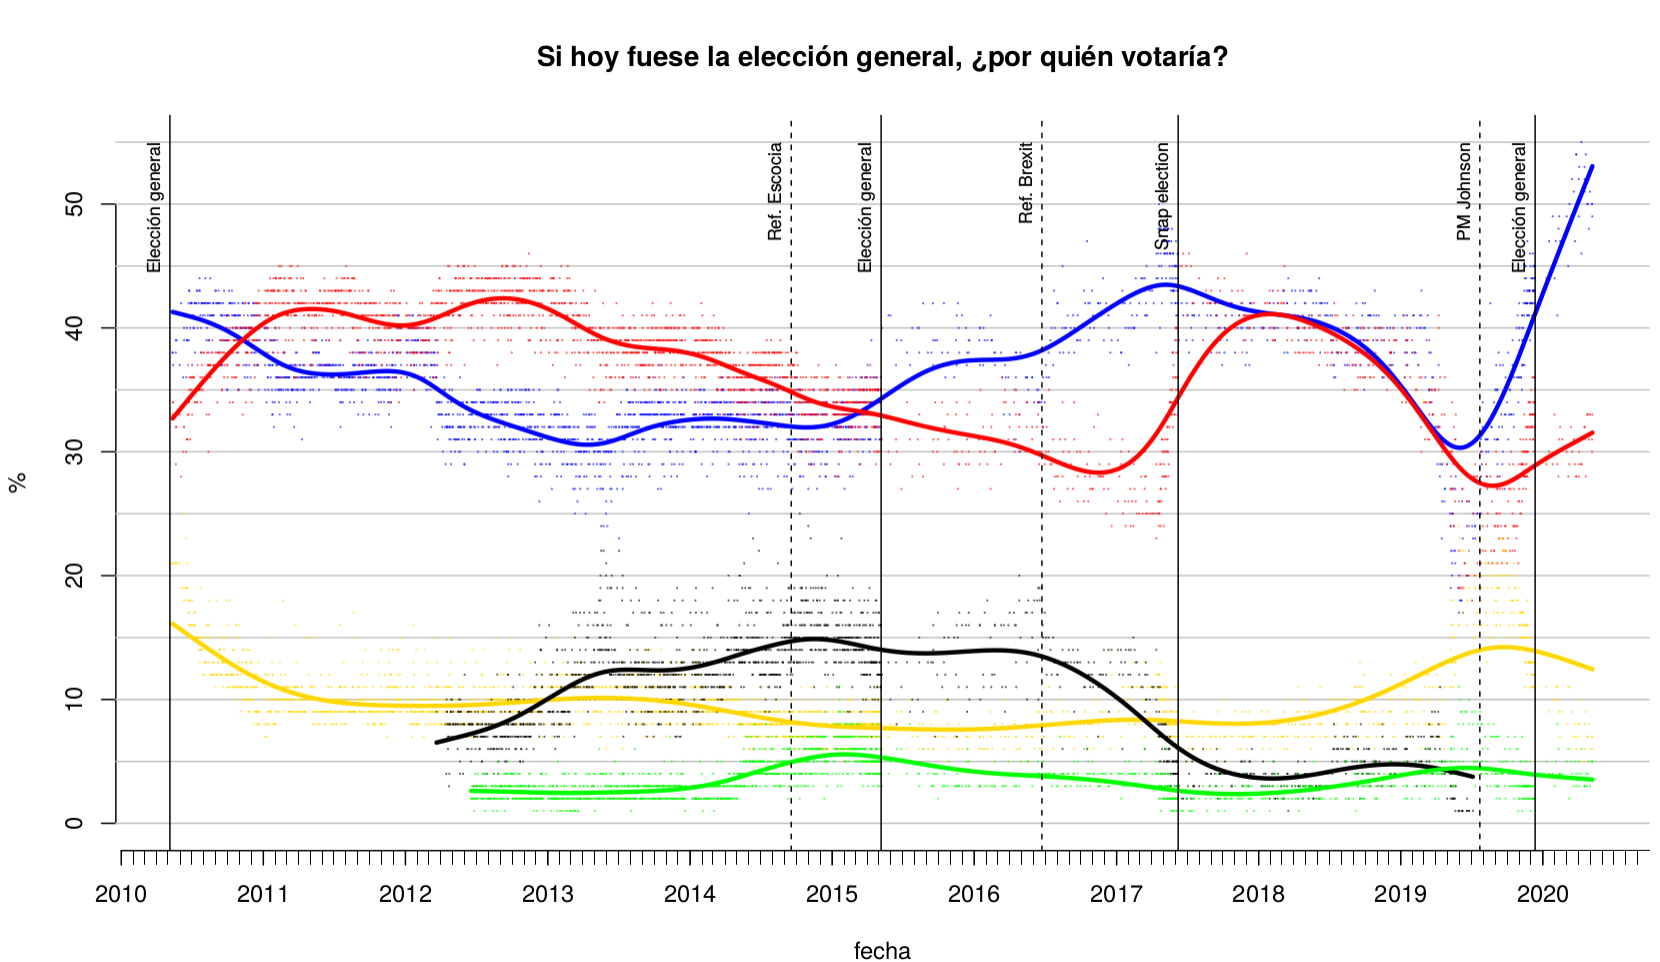 Si hoy fuese la elección general, ¿por quién votaría?
Elección general
Ref. Escocia
Elección general
Ref. Brexit
Snap election
PM Johnson
Elección general
%
50
40
30
20
10
0
2010 2011 2012 2013 2014 2015 2016 2017 2018 2019 2020
fecha